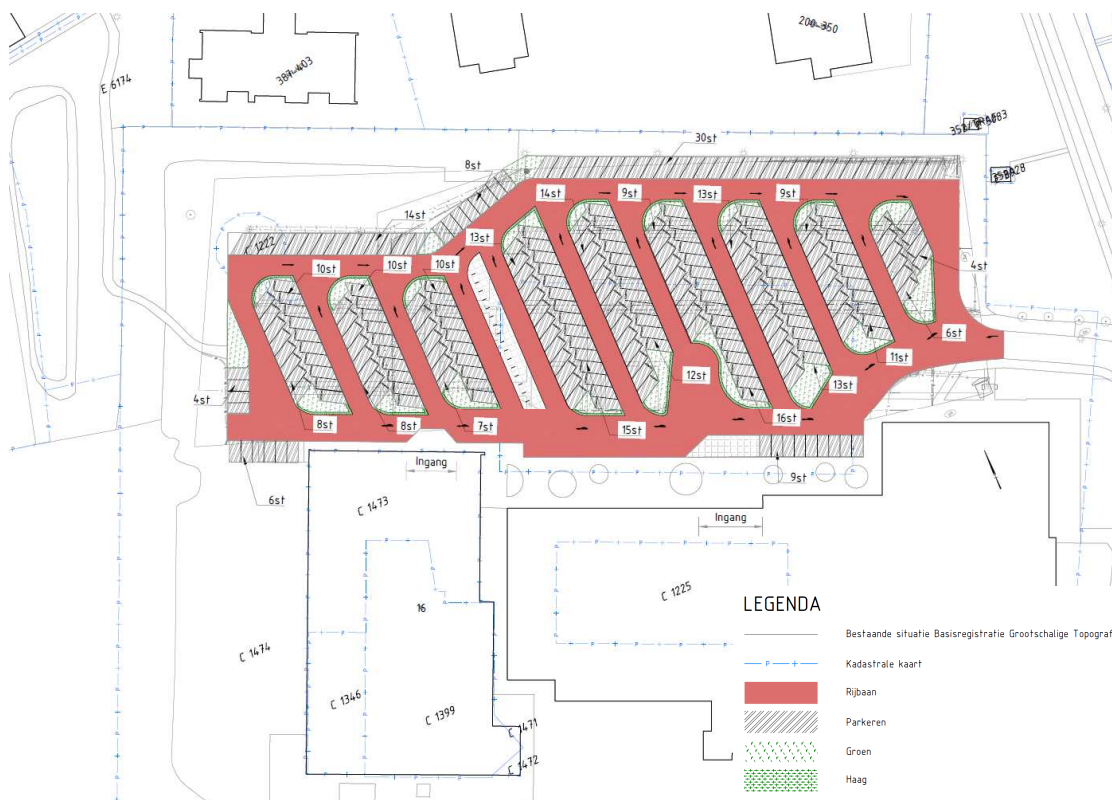 200-350
387-403
E 6174
30st
8st
14st
C 1222
14st
9st
13st
9st
13st
10st
10st
10st
4st
6st
11st
12st
13st
16st
15st
4st
8st
8st
7st
6st
9st
Ingang
Ingang
C 1473
C 1225
16
C 1474
C 1346
C 1399
C 1471
C 1472
LEGENDA
Bestaande situatie Basisregistratie Grootschalige Topograf
Kadastrale kaart
Rijbaan
Parkeren
Groen
Haag